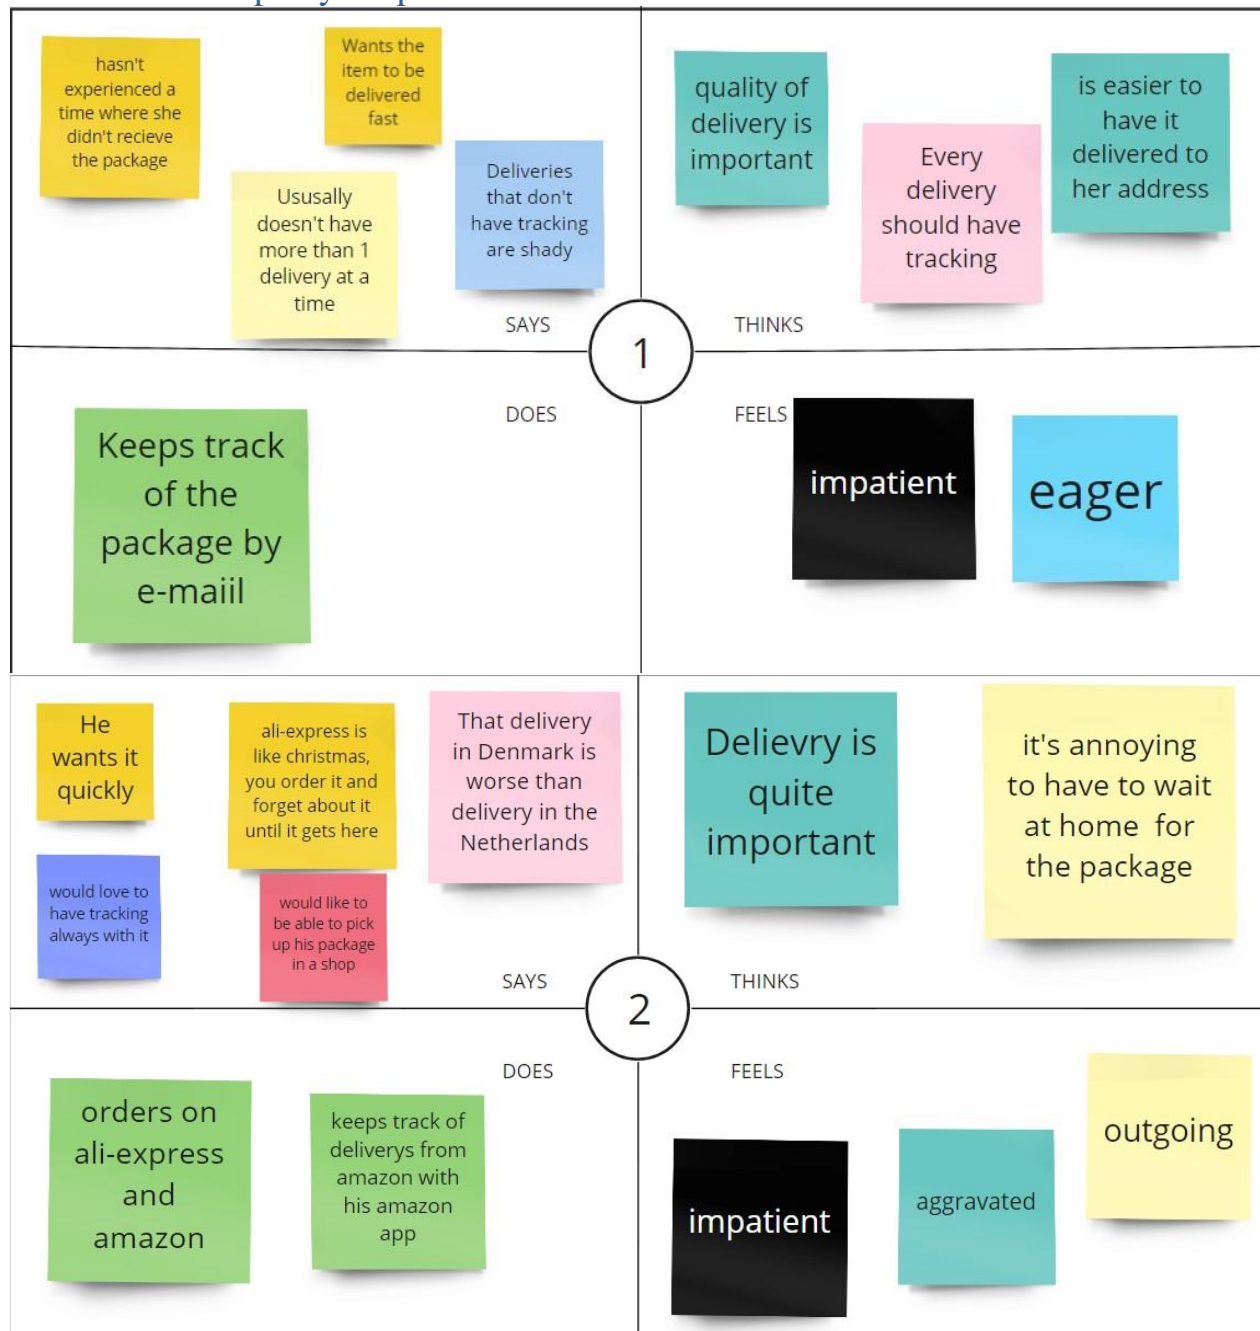 hasn't
experienced a
time where she
didn't recieve
the package
Wants the
item to be
delivered
fast
Ususally
doesn't have
more than 1
delivery at a
time
Deliveries
that don't
have tracking
are shady
SAYS
quality of
delivery is
important
Every
delivery
should have
tracking
is easier to
have it
delivered to
her address
THINKS
1
Keeps track
of the
package by
e-maiil
DOES
FEELS
impatient
eager
He
wants it
quickly
ali-express is
like christmas,
you order it and
forget about it
until it gets here
That delivery
in Denmark is
worse than
delivery in the
Netherlands
would love to
have tracking
always with it
would like to
be able to pick
up his package
in a shop
SAYS
Delievry is
quite
important
it's annoying
to have to wait
at home for
the package
THINKS
2
DOES
orders on
ali-express
and
amazon
keeps track of
deliverys from
amazon with
his amazon
app
FEELS
impatient
aggravated
outgoing